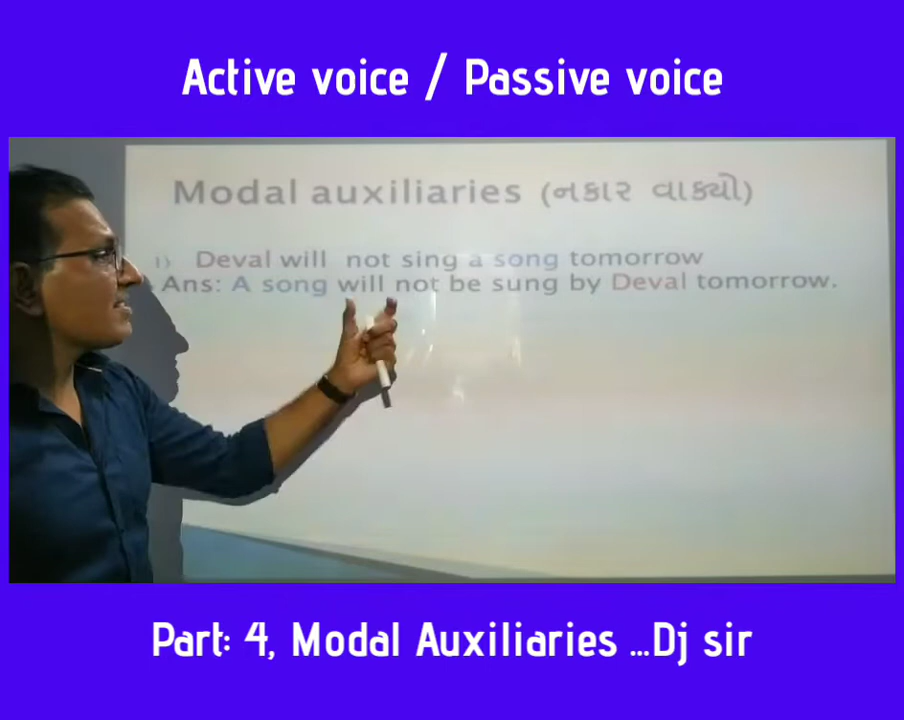 Active voice / Passive voice
Modal auxiliaries (નકાર વાક્યો)
1) Deval will not sing a song tomorrow
Ans: A song will not be sung by Deval tomorrow.
Part: 4, Modal Auxiliaries ...Dj sir